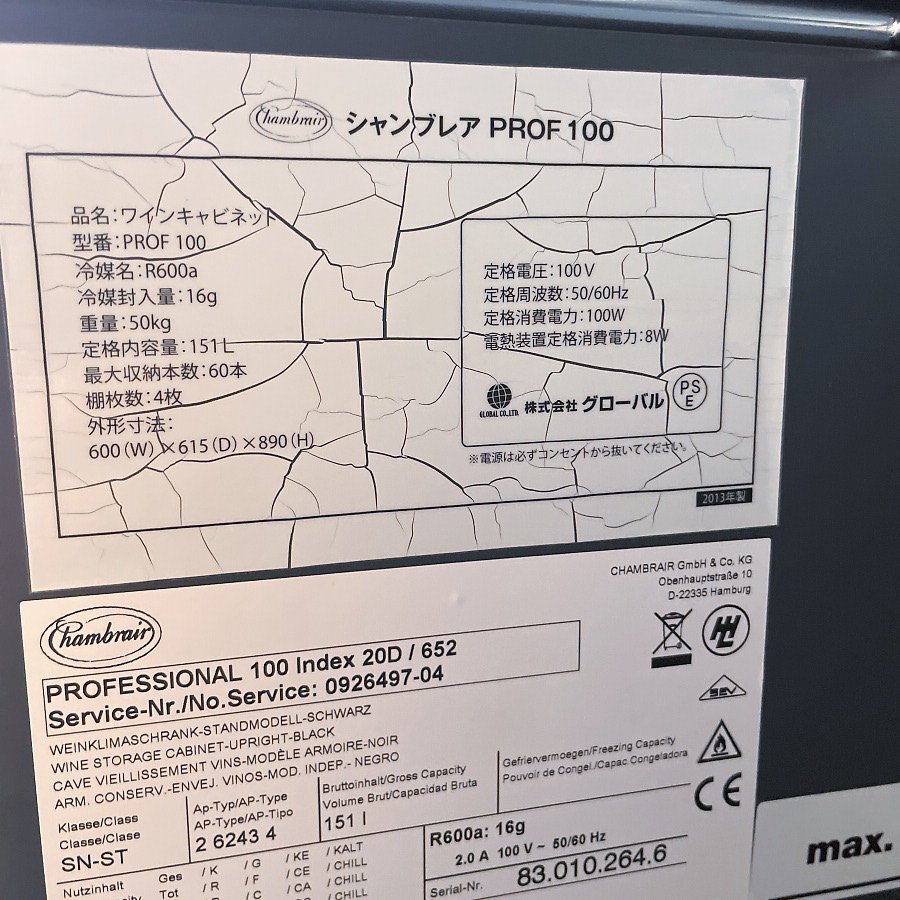 Chambrair シャンブレア PROF 100
品名：ワインキャビネット
型番：PROF 100
冷媒名：R600a
冷媒封入量：16g
重量：50kg
定格内容量：151L
最大収納本数：60本
棚枚数：4枚
外形寸法：
600(W)×615(D)×890(H)
定格電圧：100V
定格周波数：50/60Hz
定格消費電力：100W
電熱装置定格消費電力：8W
GLOBAL CO.,LTD. 株式会社 グローバル
PS
E
※電源は必ずコンセントから抜いてください。
2013年製
CHAMBRAIR GmbH & Co. KG
Obenhauptstraße 10
D-22335 Hamburg
Chambrair
PROFESSIONAL 100 Index 20D / 652
Service-Nr./No.Service: 0926497-04
SEV
WEINKLIMASCHRANK-STANDMODELL-SCHWARZ
WINE STORAGE CABINET-UPRIGHT-BLACK
CAVE VIEILLISSEMENT VINS-MODÈLE ARMOIRE-NOIR
ARM. CONSERV.-ENVEJ. VINOS-MOD. INDEP.- NEGRO
Klasse/Class
Classe/Clase
SN-ST
Ap-Typ/AP-Type
AP-Type/AP-Tipo
2 6243 4
Bruttoinhalt/Gross Capacity
Volume Brut/Capacidad Bruta
151 l
Gefriervermoegen/Freezing Capacity
Pouvoir de Congel./Capac.Congeladora
CE
R600a: 16g
2.0 A 100 V ~ 50/60 Hz
Serial-Nr. 83.010.264.6
Nutzinhalt
Ges / K / G / KE / KALT
Tot / R / F / CE / CHILL
/ C / CA / CHILL
/ CHILL
max.